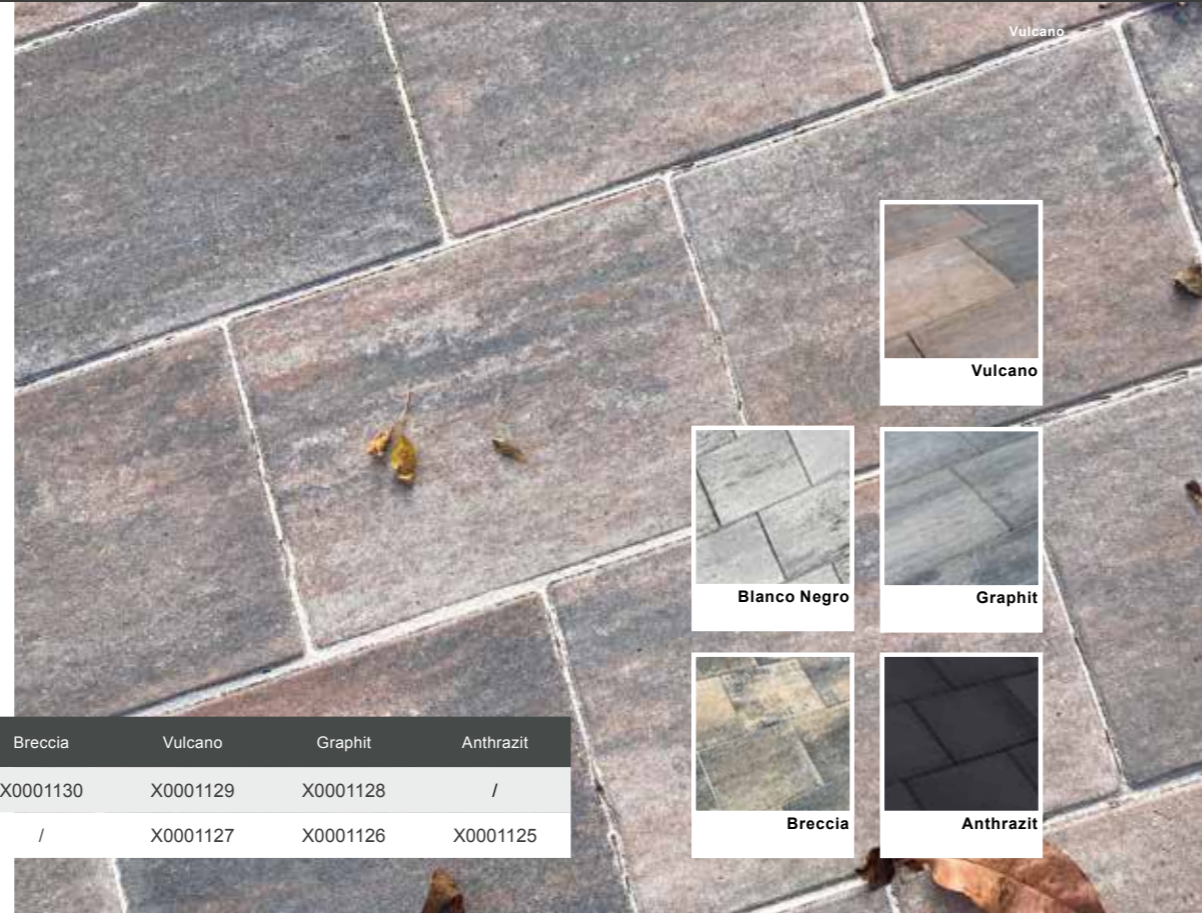 Vulcano
Vulcano
Blanco Negro
Graphit
Breccia
Anthrazit
Breccia Vulcano Graphit Anthrazit
X0001130 X0001129 X0001128 /
/ X0001127 X0001126 X0001125